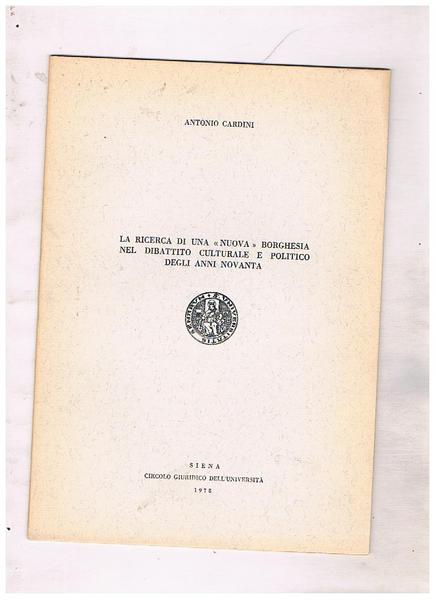 ANTONIO CARDINI
LA RICERCA DI UNA «NUOVA» BORGHESIA
NEL DIBATTITO CULTURALE E POLITICO
DEGLI ANNI NOVANTA
SIENA
CIRCOLO GIURIDICO DELL'UNIVERSITÀ
1978